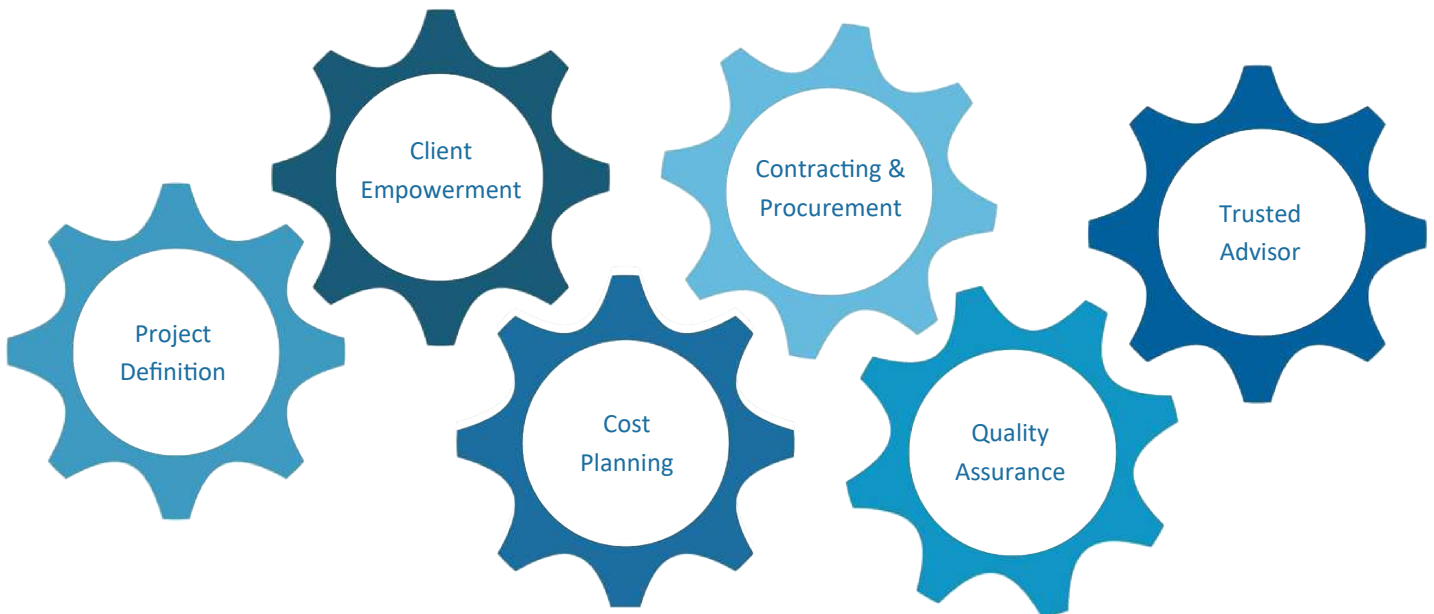 Project
Definition
Client
Empowerment
Cost
Planning
Contracting &
Procurement
Quality
Assurance
Trusted
Advisor